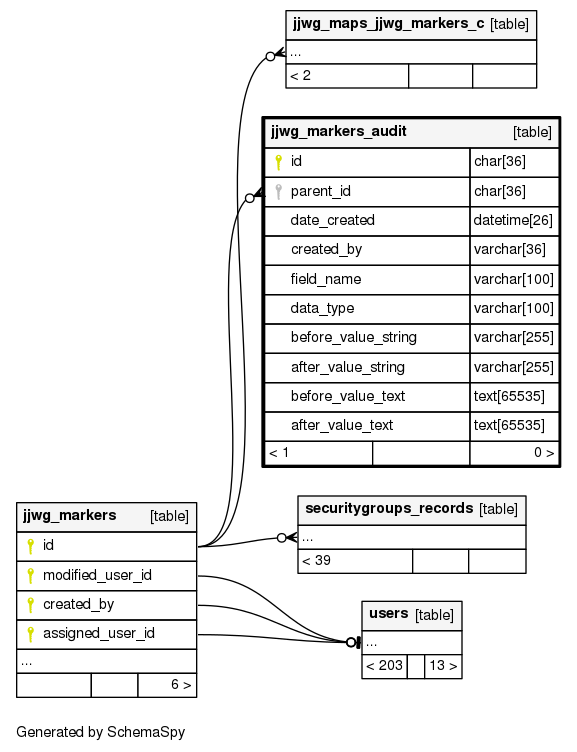 jjwg_maps_jjwg_markers_c [table]
...
< 2
jjwg_markers_audit [table]
id char[36]
parent_id char[36]
date_created datetime[26]
created_by varchar[36]
field_name varchar[100]
data_type varchar[100]
before_value_string varchar[255]
after_value_string varchar[255]
before_value_text text[65535]
after_value_text text[65535]
< 1 0 >
jjwg_markers [table]
id
modified_user_id
created_by
assigned_user_id
...
6 >
securitygroups_records [table]
...
< 39
users [table]
...
< 203 13 >
Generated by SchemaSpy